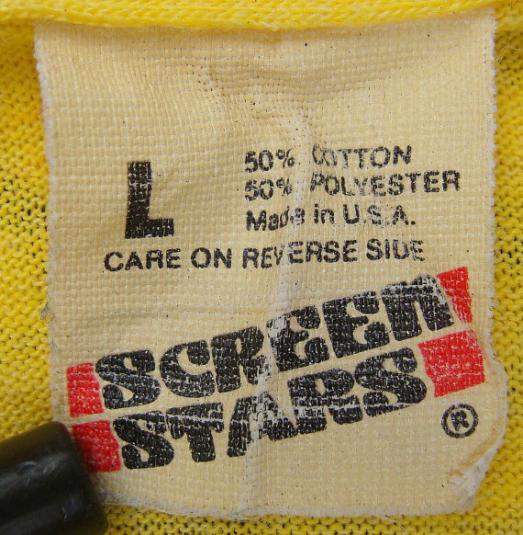 L
50% COTTON
50% POLYESTER
Made in U.S.A.
CARE ON REVERSE SIDE
SCREEN
STARS
®